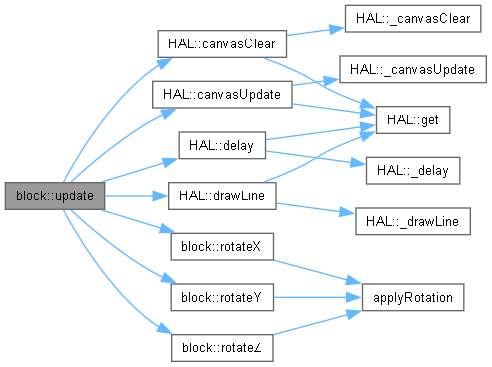 HAL::_canvasClear
HAL::canvasClear
HAL::_canvasUpdate
HAL::canvasUpdate
HAL::get
HAL::delay
HAL::_delay
block::update
HAL::drawLine
HAL::_drawLine
block::rotateX
block::rotateY
applyRotation
block::rotateZ